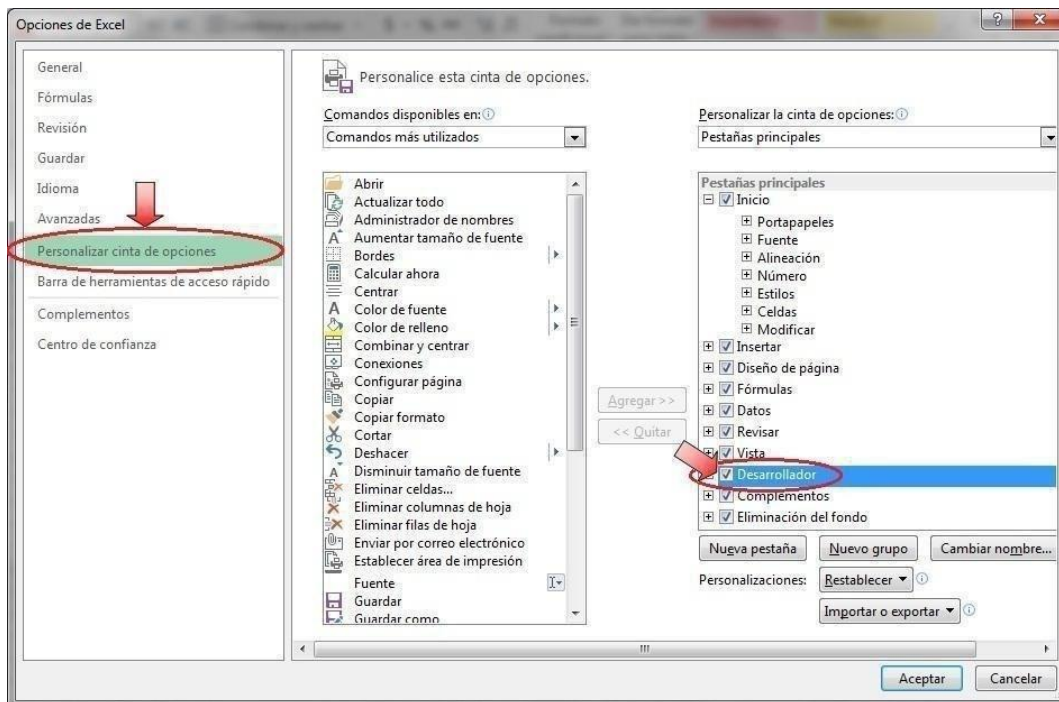 Opciones de Excel
General
Fórmulas
Revisión
Guardar
Idioma
Avanzadas
Personalizar cinta de opciones
Barra de herramientas de acceso rápido
Complementos
Centro de confianza
Personalice esta cinta de opciones.
Comandos disponibles en:
Comandos más utilizados
Abrir
Actualizar todo
Administrador de nombres
Aumentar tamaño de fuente
Bordes
Calcular ahora
Centrar
Color de fuente
Color de relleno
Combinar y centrar
Conexiones
Configurar página
Copiar
Copiar formato
Cortar
Deshacer
Disminuir tamaño de fuente
Eliminar celdas...
Eliminar columnas de hoja
Eliminar filas de hoja
Enviar por correo electrónico
Establecer área de impresión
Fuente
Guardar
Guardar como
Agregar >>
<< Quitar
Personalizar la cinta de opciones:
Pestañas principales
Pestañas principales
Inicio
Portapapeles
Fuente
Alineación
Número
Estilos
Celdas
Modificar
Insertar
Diseño de página
Fórmulas
Datos
Revisar
Vista
Desarrollador
Complementos
Eliminación del fondo
Nueva pestaña
Nuevo grupo
Cambiar nombre...
Personalizaciones:
Restablecer
Importar o exportar
Aceptar
Cancelar